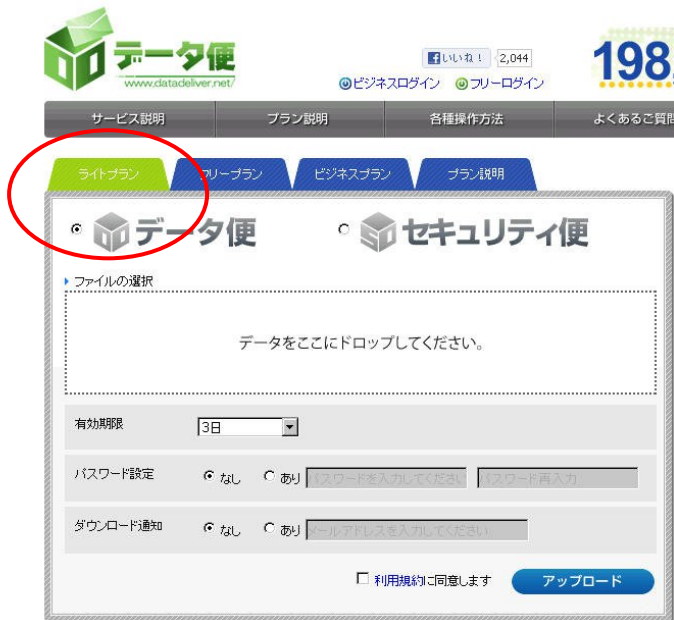 データ便
www.datadeliver.net/
いいね！ 2,044
198,
ビジネスログイン フリーログイン
サービス説明 プラン説明 各種操作方法 よくあるご質問
ライトプラン フリープラン ビジネスプラン プラン説明
データ便 セキュリティ便
ファイルの選択
データをここにドロップしてください。
有効期限 3日
パスワード設定 なし あり パスワードを入力してください パスワード再入力
ダウンロード通知 なし あり メールアドレスを入力してください
利用規約に同意します アップロード